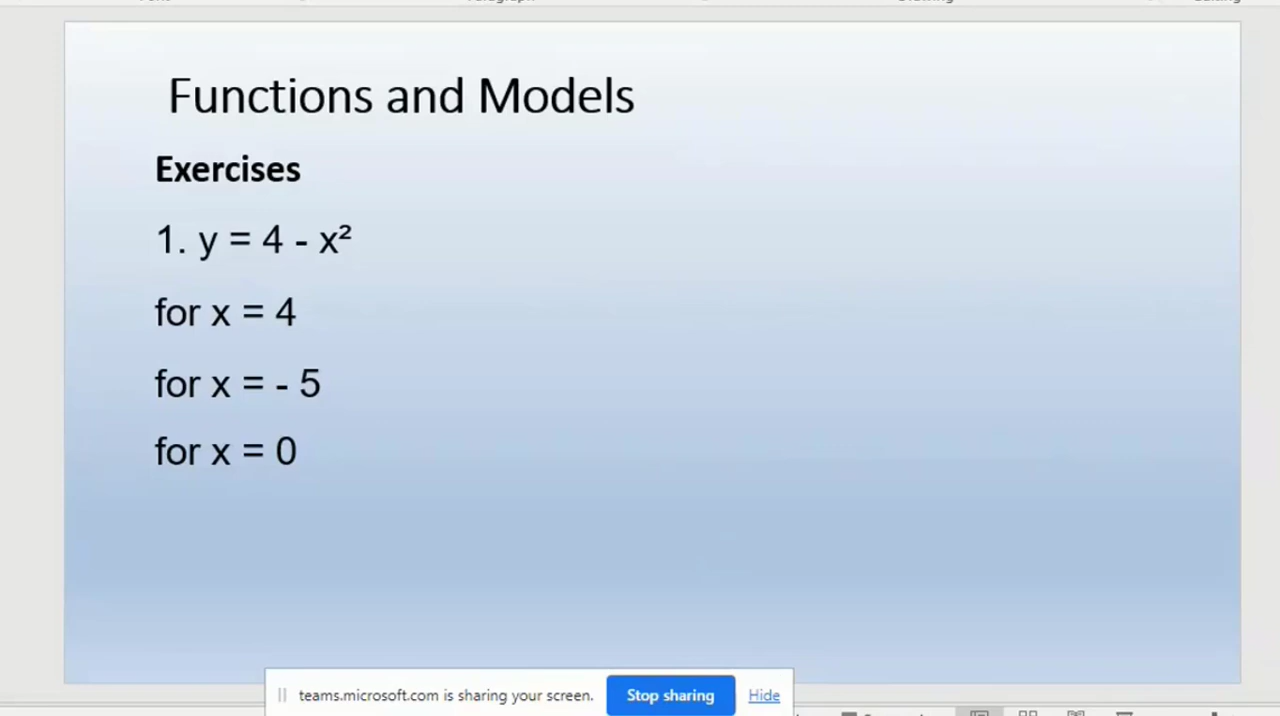 Functions and Models
Exercises
1. y = 4 - x²
for x = 4
for x = - 5
for x = 0
teams.microsoft.com is sharing your screen. Stop sharing Hide